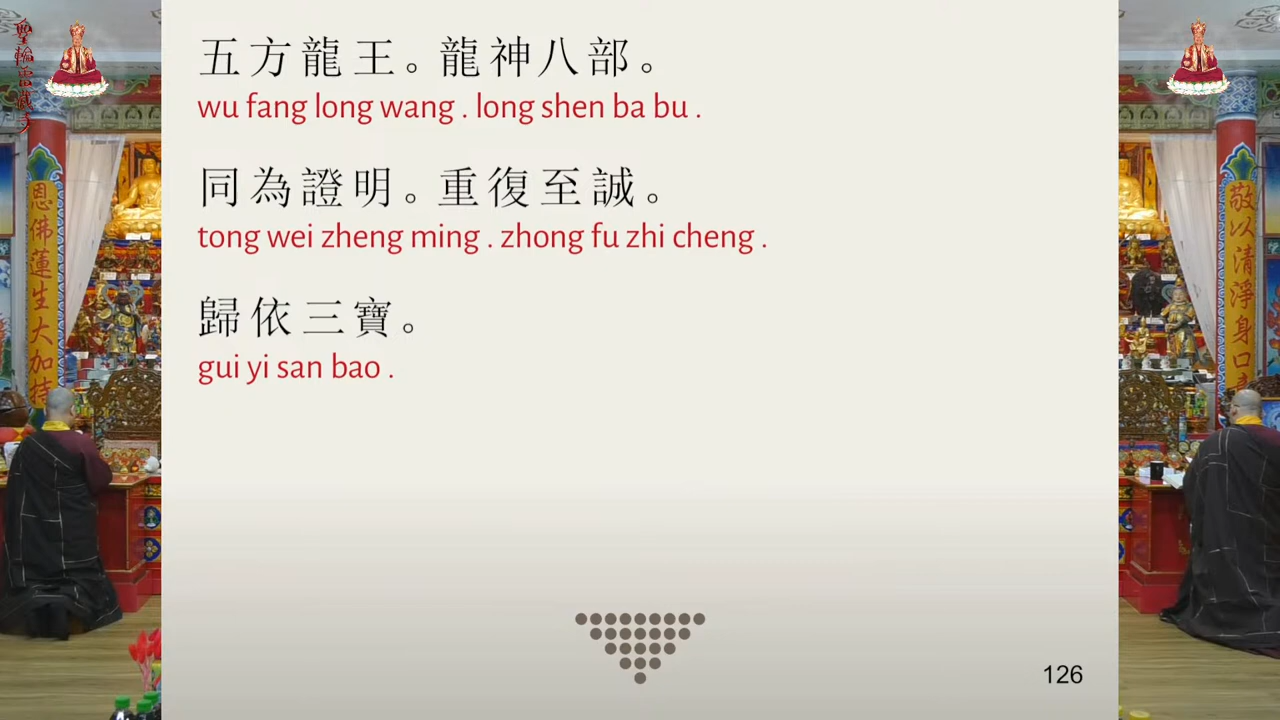 五方龍王。龍神八部。
wu fang long wang . long shen ba bu .
同為證明。重復至誠。
tong wei zheng ming . zhong fu zhi cheng .
歸依三寶。
gui yi san bao .
126
恩佛蓮生大加持
敬以清淨身口